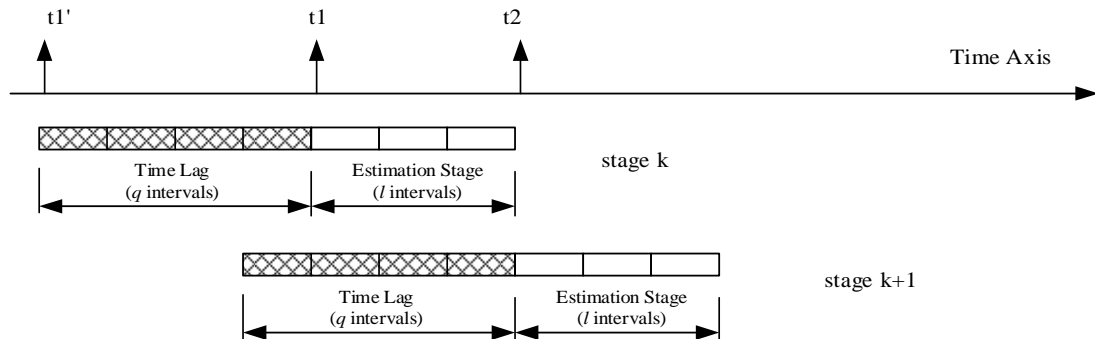 t1' t1 t2
Time Axis
stage k
Time Lag Estimation Stage
(q intervals) (l intervals)
stage k+1
Time Lag Estimation Stage
(q intervals) (l intervals)